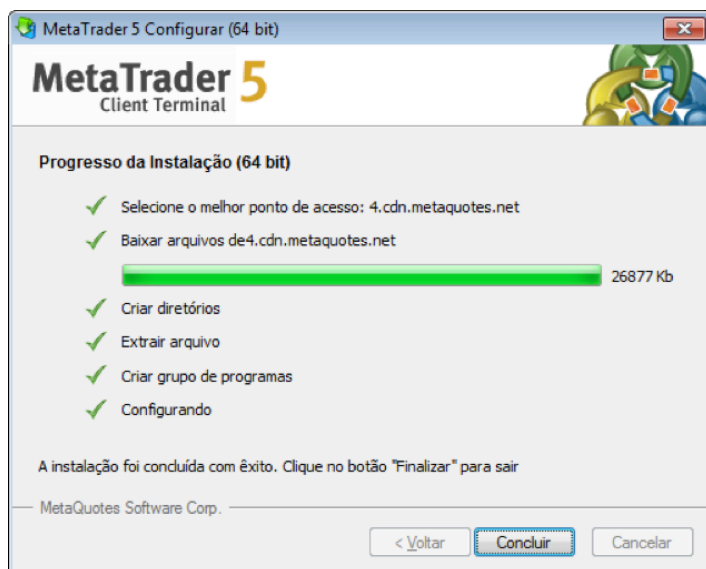 MetaTrader 5 Configurar (64 bit)
MetaTrader 5
Client Terminal
Progresso da Instalação (64 bit)
Selecione o melhor ponto de acesso: 4.cdn.metaquotes.net
Baixar arquivos de4.cdn.metaquotes.net
26877 Kb
Criar diretórios
Extrair arquivo
Criar grupo de programas
Configurando
A instalação foi concluída com êxito. Clique no botão "Finalizar" para sair
MetaQuotes Software Corp.
< Voltar Concluir Cancelar